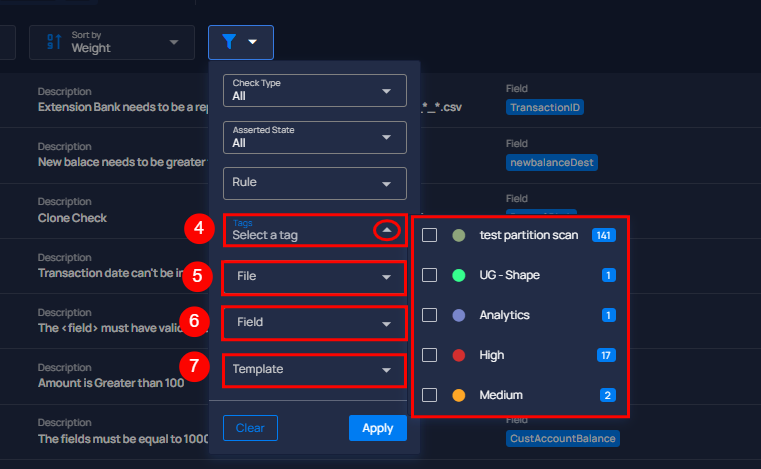 Sort by
Weight
Description
Extension Bank needs to be a rep
_*_*.csv
Field
TransactionID
Description
New balace needs to be greater
Field
newbalanceDest
Description
Clone Check
Field
Description
Transaction date can't be in
Description
The <field> must have valid
Description
Amount is Greater than 100
Description
The fields must be equal to 1000
Field
CustAccountBalance
Check Type
All
Asserted State
All
Rule
4
Tags
Select a tag
5
File
6
Field
7
Template
Clear
Apply
test partition scan 141
UG - Shape 1
Analytics 1
High 17
Medium 2